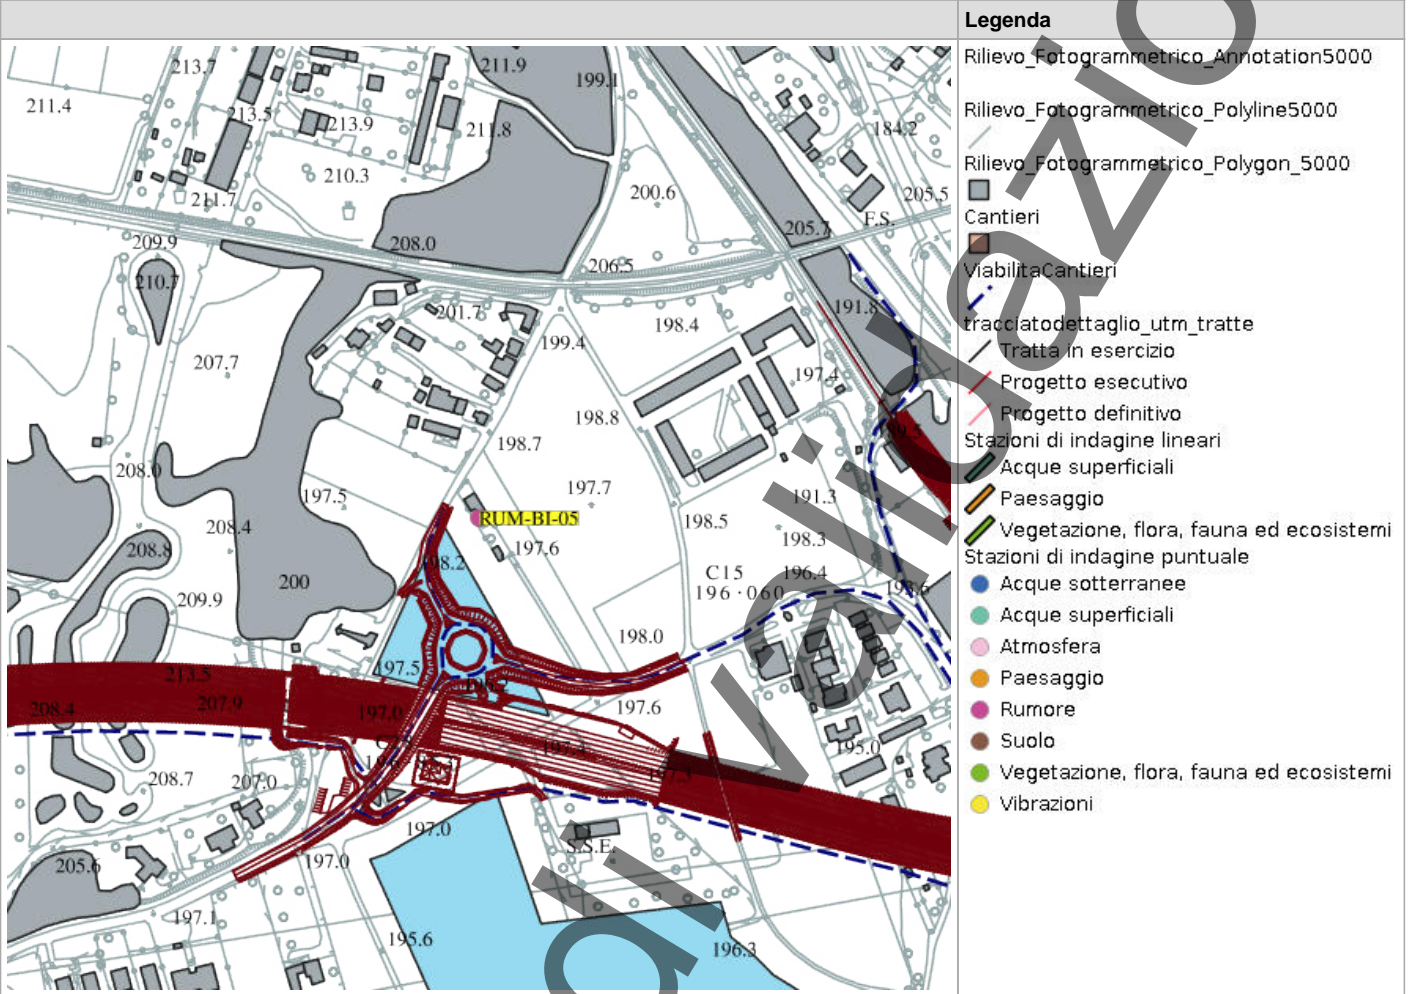 Legenda
Rilievo_Fotogrammetrico_Annotation5000
Rilievo_Fotogrammetrico_Polyline5000
Rilievo_Fotogrammetrico_Polygon_5000
Cantieri
ViabilitaCantieri
tracciatodettaglio_utm_tratte
Tratta in esercizio
Progetto esecutivo
Progetto definitivo
Stazioni di indagine lineari
Acque superficiali
Paesaggio
Vegetazione, flora, fauna ed ecosistemi
Stazioni di indagine puntuale
Acque sotterranee
Acque superficiali
Atmosfera
Paesaggio
Rumore
Suolo
Vegetazione, flora, fauna ed ecosistemi
Vibrazioni
213.7
211.9
199.1
211.4
213.5
213.9
211.8
184.2
210.3
200.6
205.5
211.7
F.S.
205.7
209.9
208.0
206.5
210.7
191.8
201.7
198.4
199.4
207.7
197.4
198.8
198.7
208.0
197.5
197.7
191.3
208.4
RUM-BI-05
198.5
198.3
197.6
208.8
198.2
C15
196.4
200
196·060
209.9
198.0
197.5
213.5
208.4
207.9
197.0
197.6
197.4
195.0
208.7
207.0
197.0
S.S.E.
205.6
197.0
197.1
195.6
196.3
di validazio